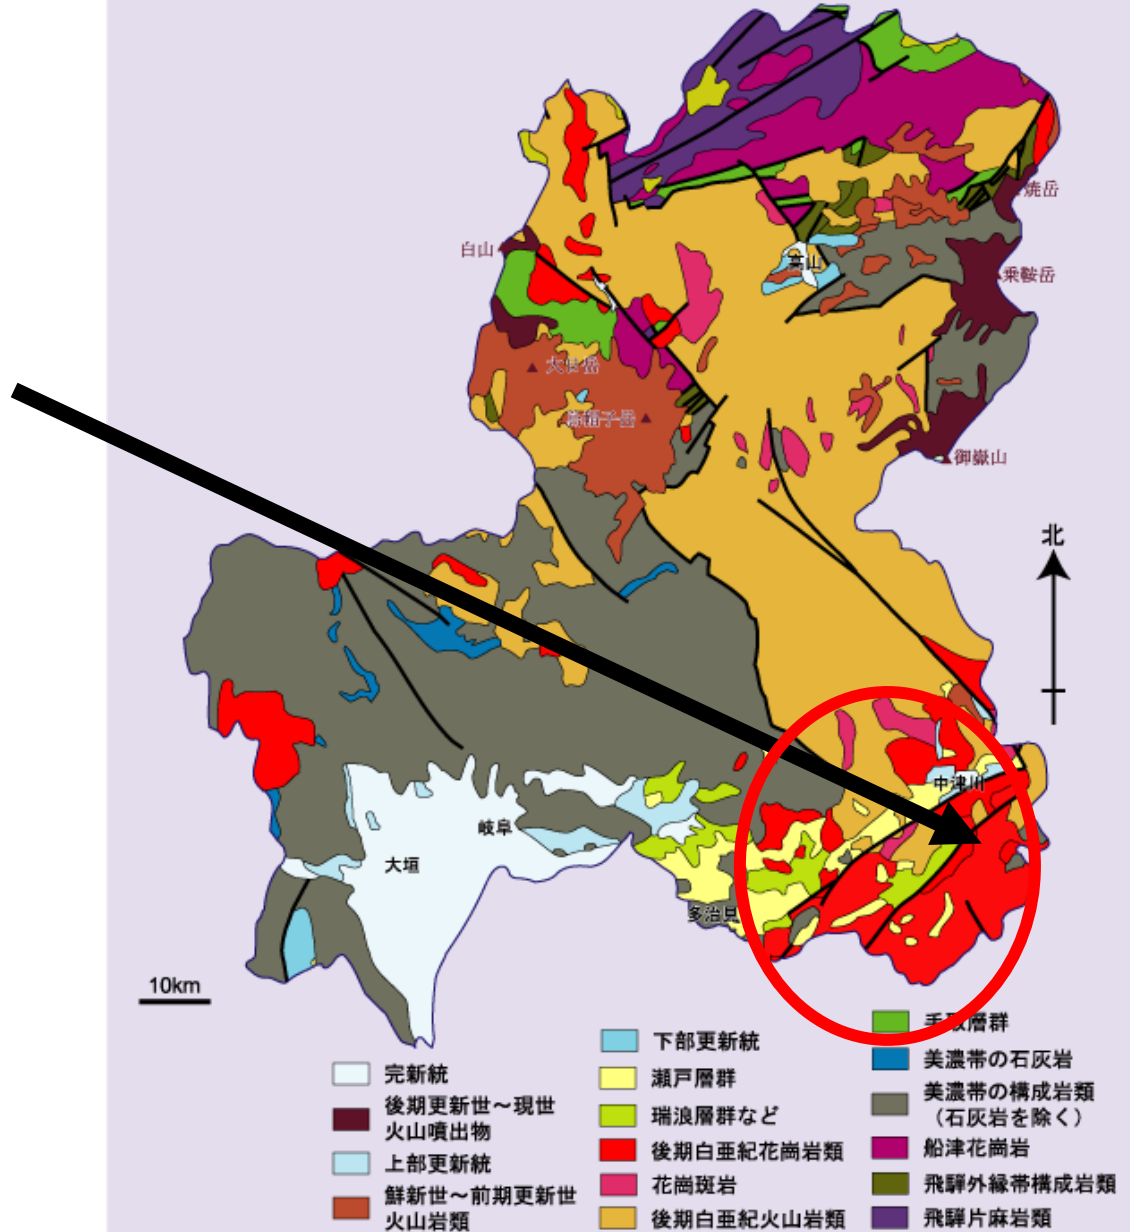 焼岳
白山
高山
乗鞍岳
大日岳
烏帽子岳
御嶽山
北
中津川
岐阜
大垣
多治見
10km
完新統
後期更新世〜現世
火山噴出物
上部更新統
鮮新世〜前期更新世
火山岩類
下部更新統
瀬戸層群
瑞浪層群など
後期白亜紀花崗岩類
花崗斑岩
後期白亜紀火山岩類
手取層群
美濃帯の石灰岩
美濃帯の構成岩類
（石灰岩を除く）
船津花崗岩
飛騨外縁帯構成岩類
飛騨片麻岩類